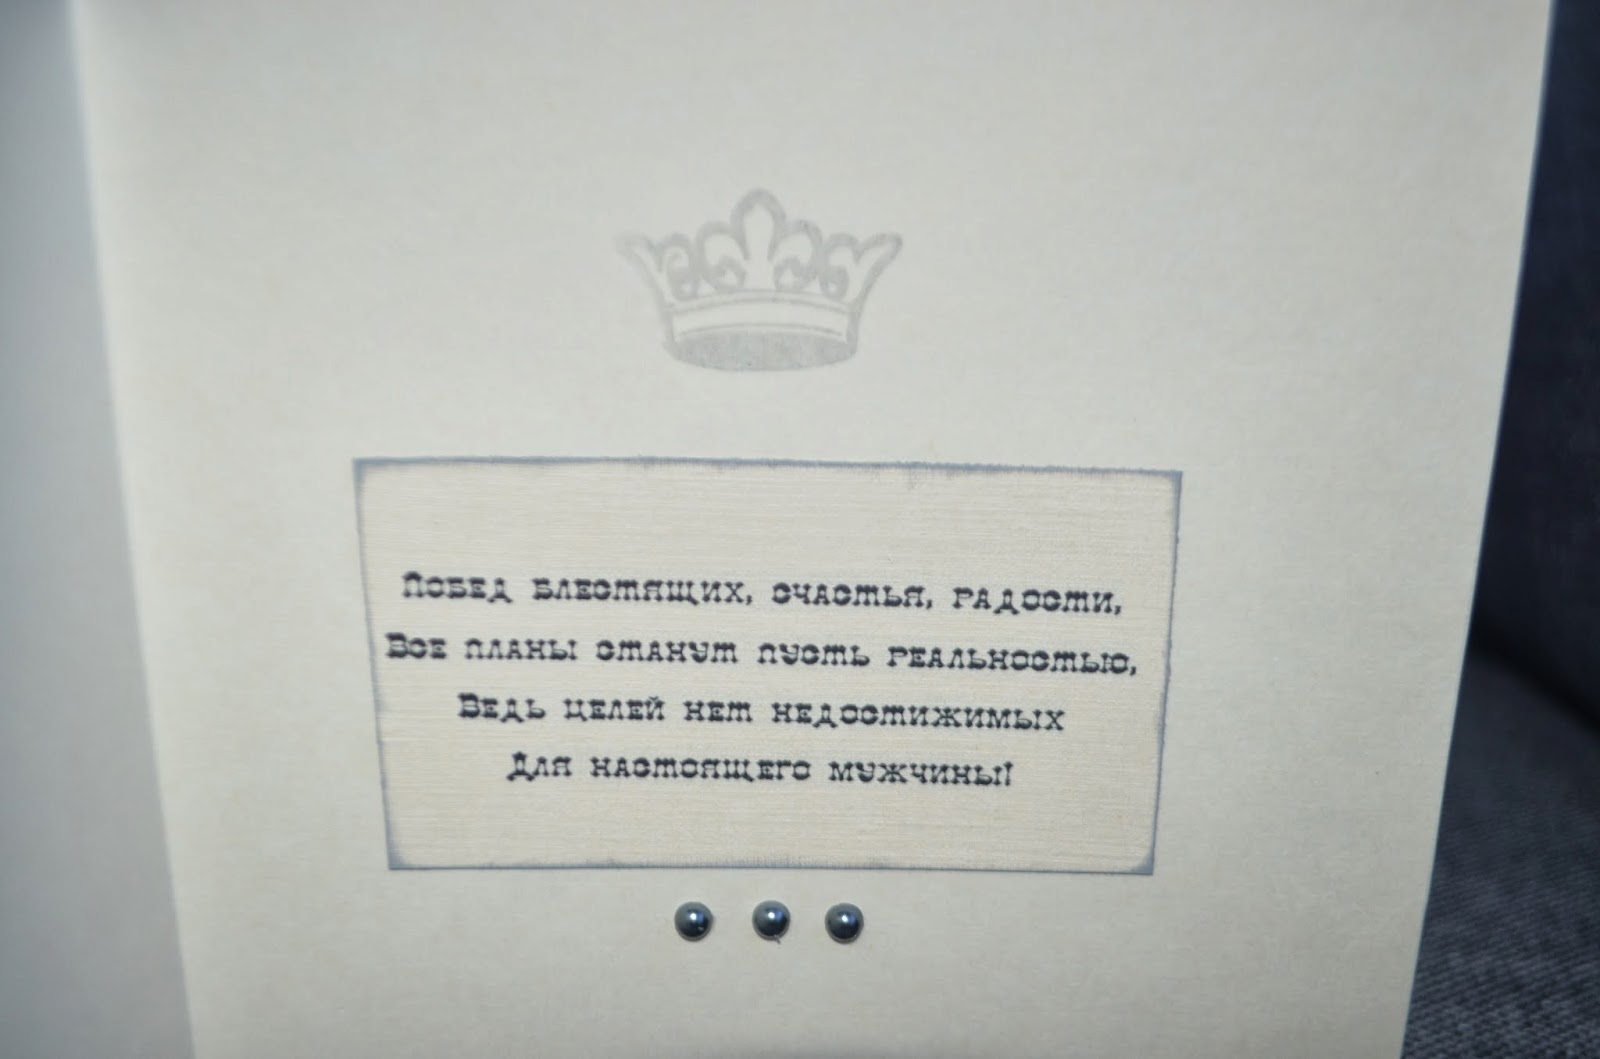 Побед блестящих, счастья, радости,
Все планы станут пусть реальностью,
Ведь целей нет недостижимых
Для настоящего мужчины!